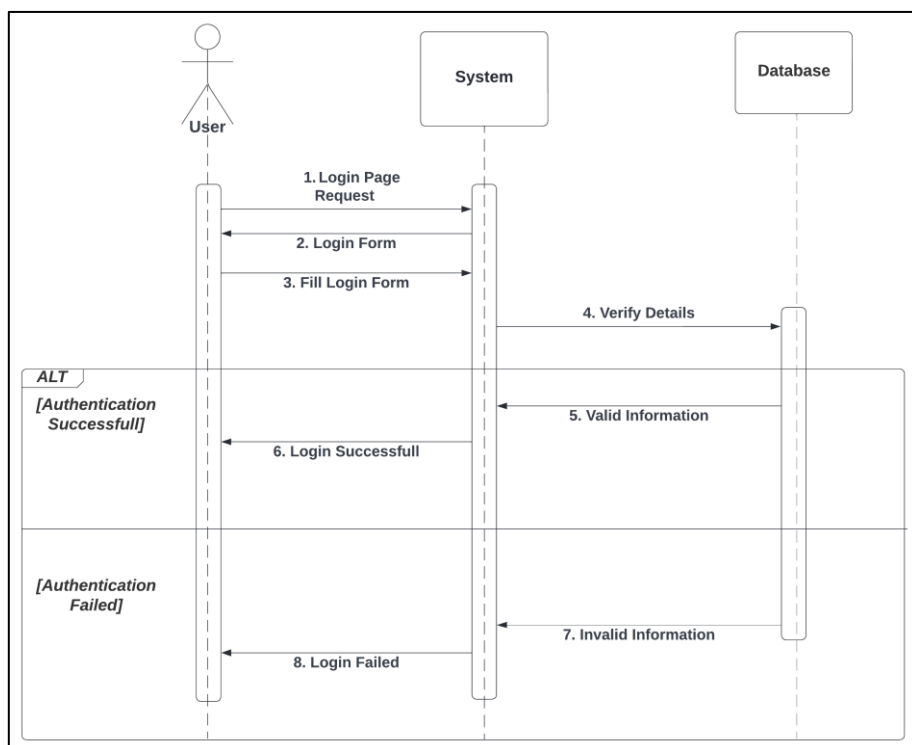 System
Database
User
1. Login Page
Request
2. Login Form
3. Fill Login Form
4. Verify Details
ALT
[Authentication
Successfull]
5. Valid Information
6. Login Successfull
[Authentication
Failed]
7. Invalid Information
8. Login Failed